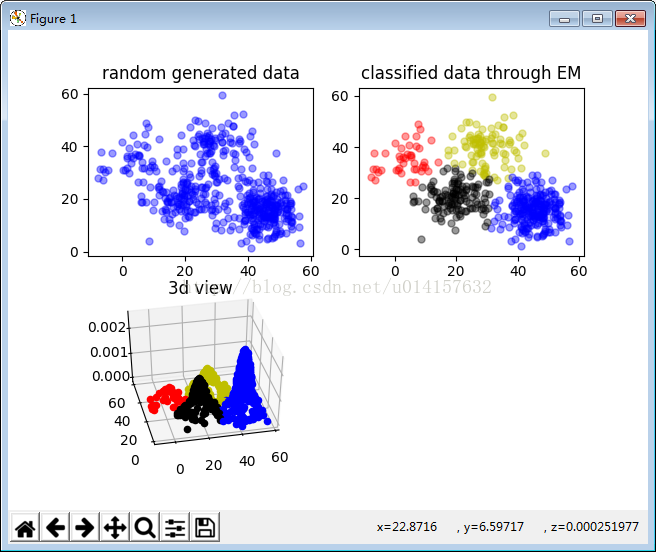 Figure 1
random generated data
classified data through EM
60
40
20
0
0 20 40 60
60
40
20
0
0 20 40 60
http://blog.csdn.net/u014157632
3d view
0.002
0.001
0.000
60
40
20
0
0 20 40 60
x=22.8716 , y=6.59717 , z=0.000251977